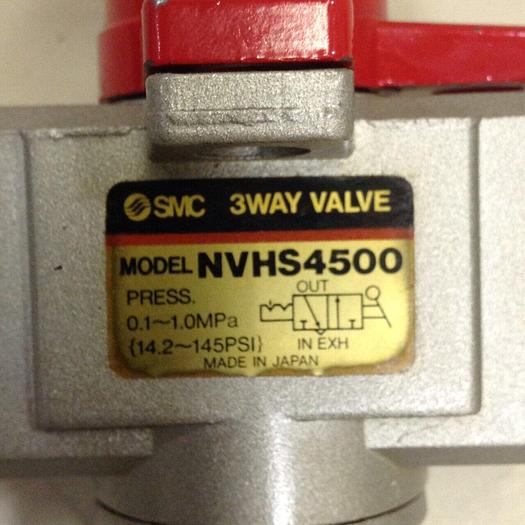 SMC 3WAY VALVE
MODEL NVHS4500
PRESS.
0.1~1.0MPa
{14.2~145PSI}
OUT
IN EXH
MADE IN JAPAN